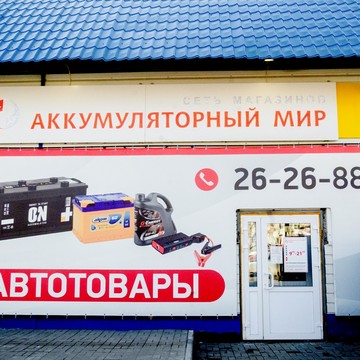 СЕТЬ МАГАЗИНОВ
АККУМУЛЯТОРНЫЙ МИР
26-26-88
АВТОТОВАРЫ